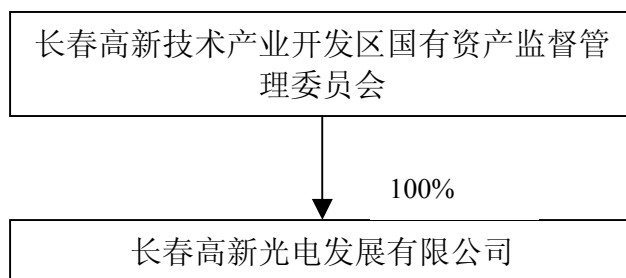 长春高新技术产业开发区国有资产监督管
理委员会
100%
长春高新光电发展有限公司